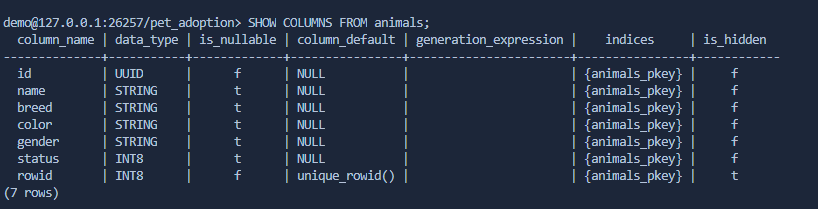 demo@127.0.0.1:26257/pet_adoption> SHOW COLUMNS FROM animals;
  column_name | data_type | is_nullable | column_default | generation_expression |    indices     | is_hidden
--------------+-----------+-------------+----------------+-----------------------+----------------+------------
  id          | UUID      |      f      | NULL           |                       | {animals_pkey} |     f
  name        | STRING    |      t      | NULL           |                       | {animals_pkey} |     f
  breed       | STRING    |      t      | NULL           |                       | {animals_pkey} |     f
  color       | STRING    |      t      | NULL           |                       | {animals_pkey} |     f
  gender      | STRING    |      t      | NULL           |                       | {animals_pkey} |     f
  status      | INT8      |      t      | NULL           |                       | {animals_pkey} |     f
  rowid       | INT8      |      f      | unique_rowid() |                       | {animals_pkey} |     t
(7 rows)